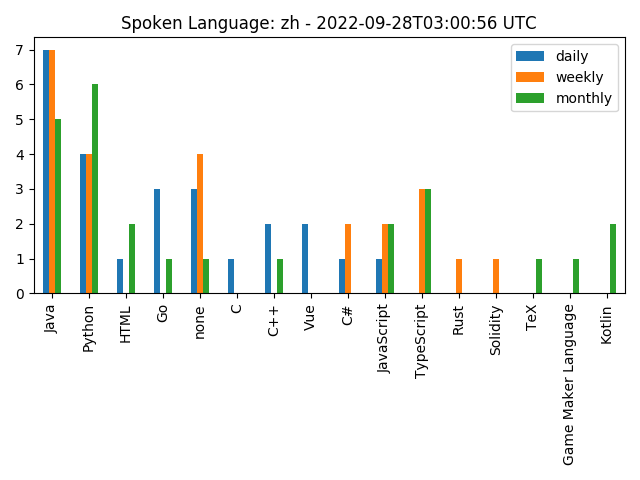 Spoken Language: zh - 2022-09-28T03:00:56 UTC
daily
weekly
monthly
7
6
5
4
3
2
1
0
Java
Python
HTML
Go
none
C
C++
Vue
C#
JavaScript
TypeScript
Rust
Solidity
TeX
Game Maker Language
Kotlin